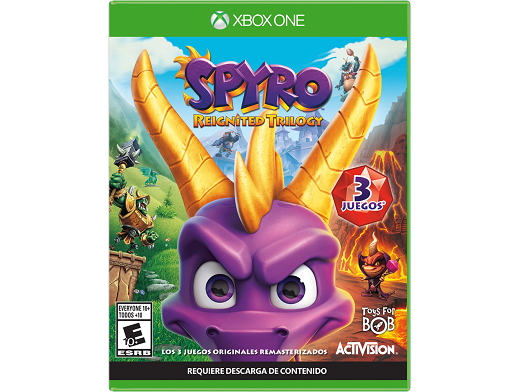 XBOX ONE
SPYRO
REIGNITED TRILOGY
3
JUEGOS
EVERYONE 10+
TODOS +10
E
10+
ESRB
TOYS FOR
BOB
LOS 3 JUEGOS ORIGINALES REMASTERIZADOS
ACTIVISION
REQUIERE DESCARGA DE CONTENIDO